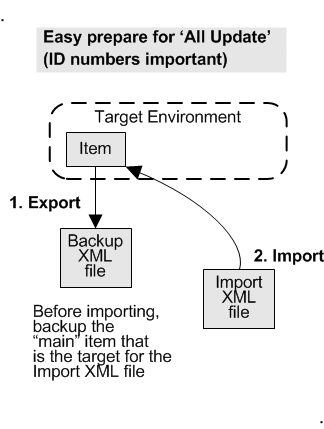 Easy prepare for ‘All Update’
(ID numbers important)
Target Environment
Item
1. Export
Backup
XML
file
2. Import
Import
XML
file
Before importing,
backup the
“main” item that
is the target for the
Import XML file